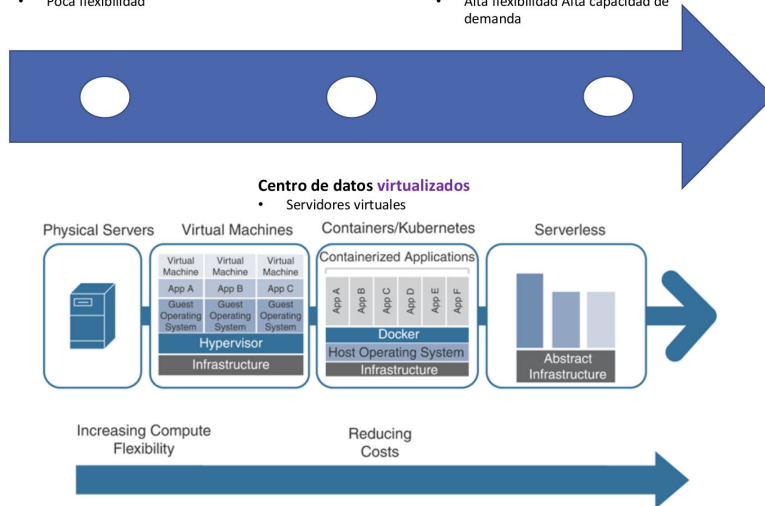 • Poca flexibilidad
• Alta flexibilidad Alta capacidad de
demanda
Centro de datos virtualizados
• Servidores virtuales
Physical Servers
Virtual Machines
Containers/Kubernetes
Serverless
Virtual Machine
Virtual Machine
Virtual Machine
App A
App B
App C
Guest Operating System
Guest Operating System
Guest Operating System
Hypervisor
Infrastructure
Containerized Applications
App A
App B
App C
App D
App E
App F
Docker
Host Operating System
Infrastructure
Abstract
Infrastructure
Increasing Compute
Flexibility
Reducing
Costs